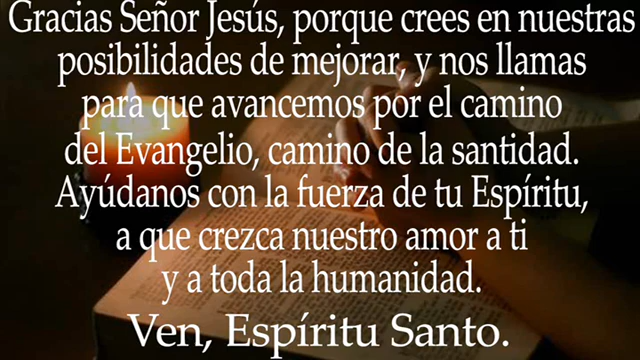 Gracias Señor Jesús, porque crees en nuestras
posibilidades de mejorar, y nos llamas
para que avancemos por el camino
del Evangelio, camino de la santidad.
Ayúdanos con la fuerza de tu Espíritu,
a que crezca nuestro amor a ti
y a toda la humanidad.
Ven, Espíritu Santo.